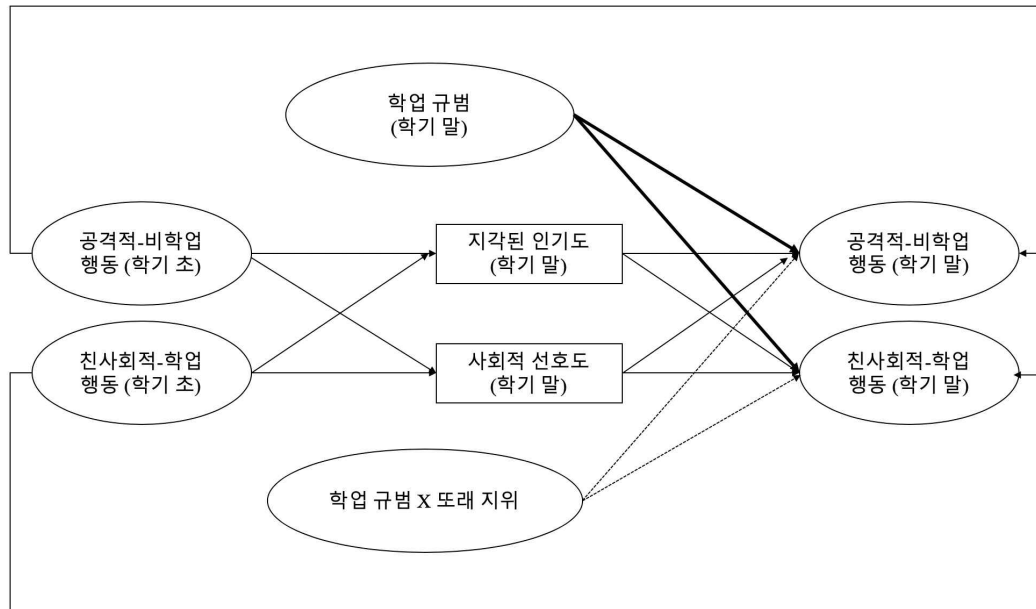 학업 규범
(학기 말)
공격적-비학업
행동 (학기 초)
지각된 인기도
(학기 말)
공격적-비학업
행동 (학기 말)
친사회적-학업
행동 (학기 초)
사회적 선호도
(학기 말)
친사회적-학업
행동 (학기 말)
학업 규범 X 또래 지위